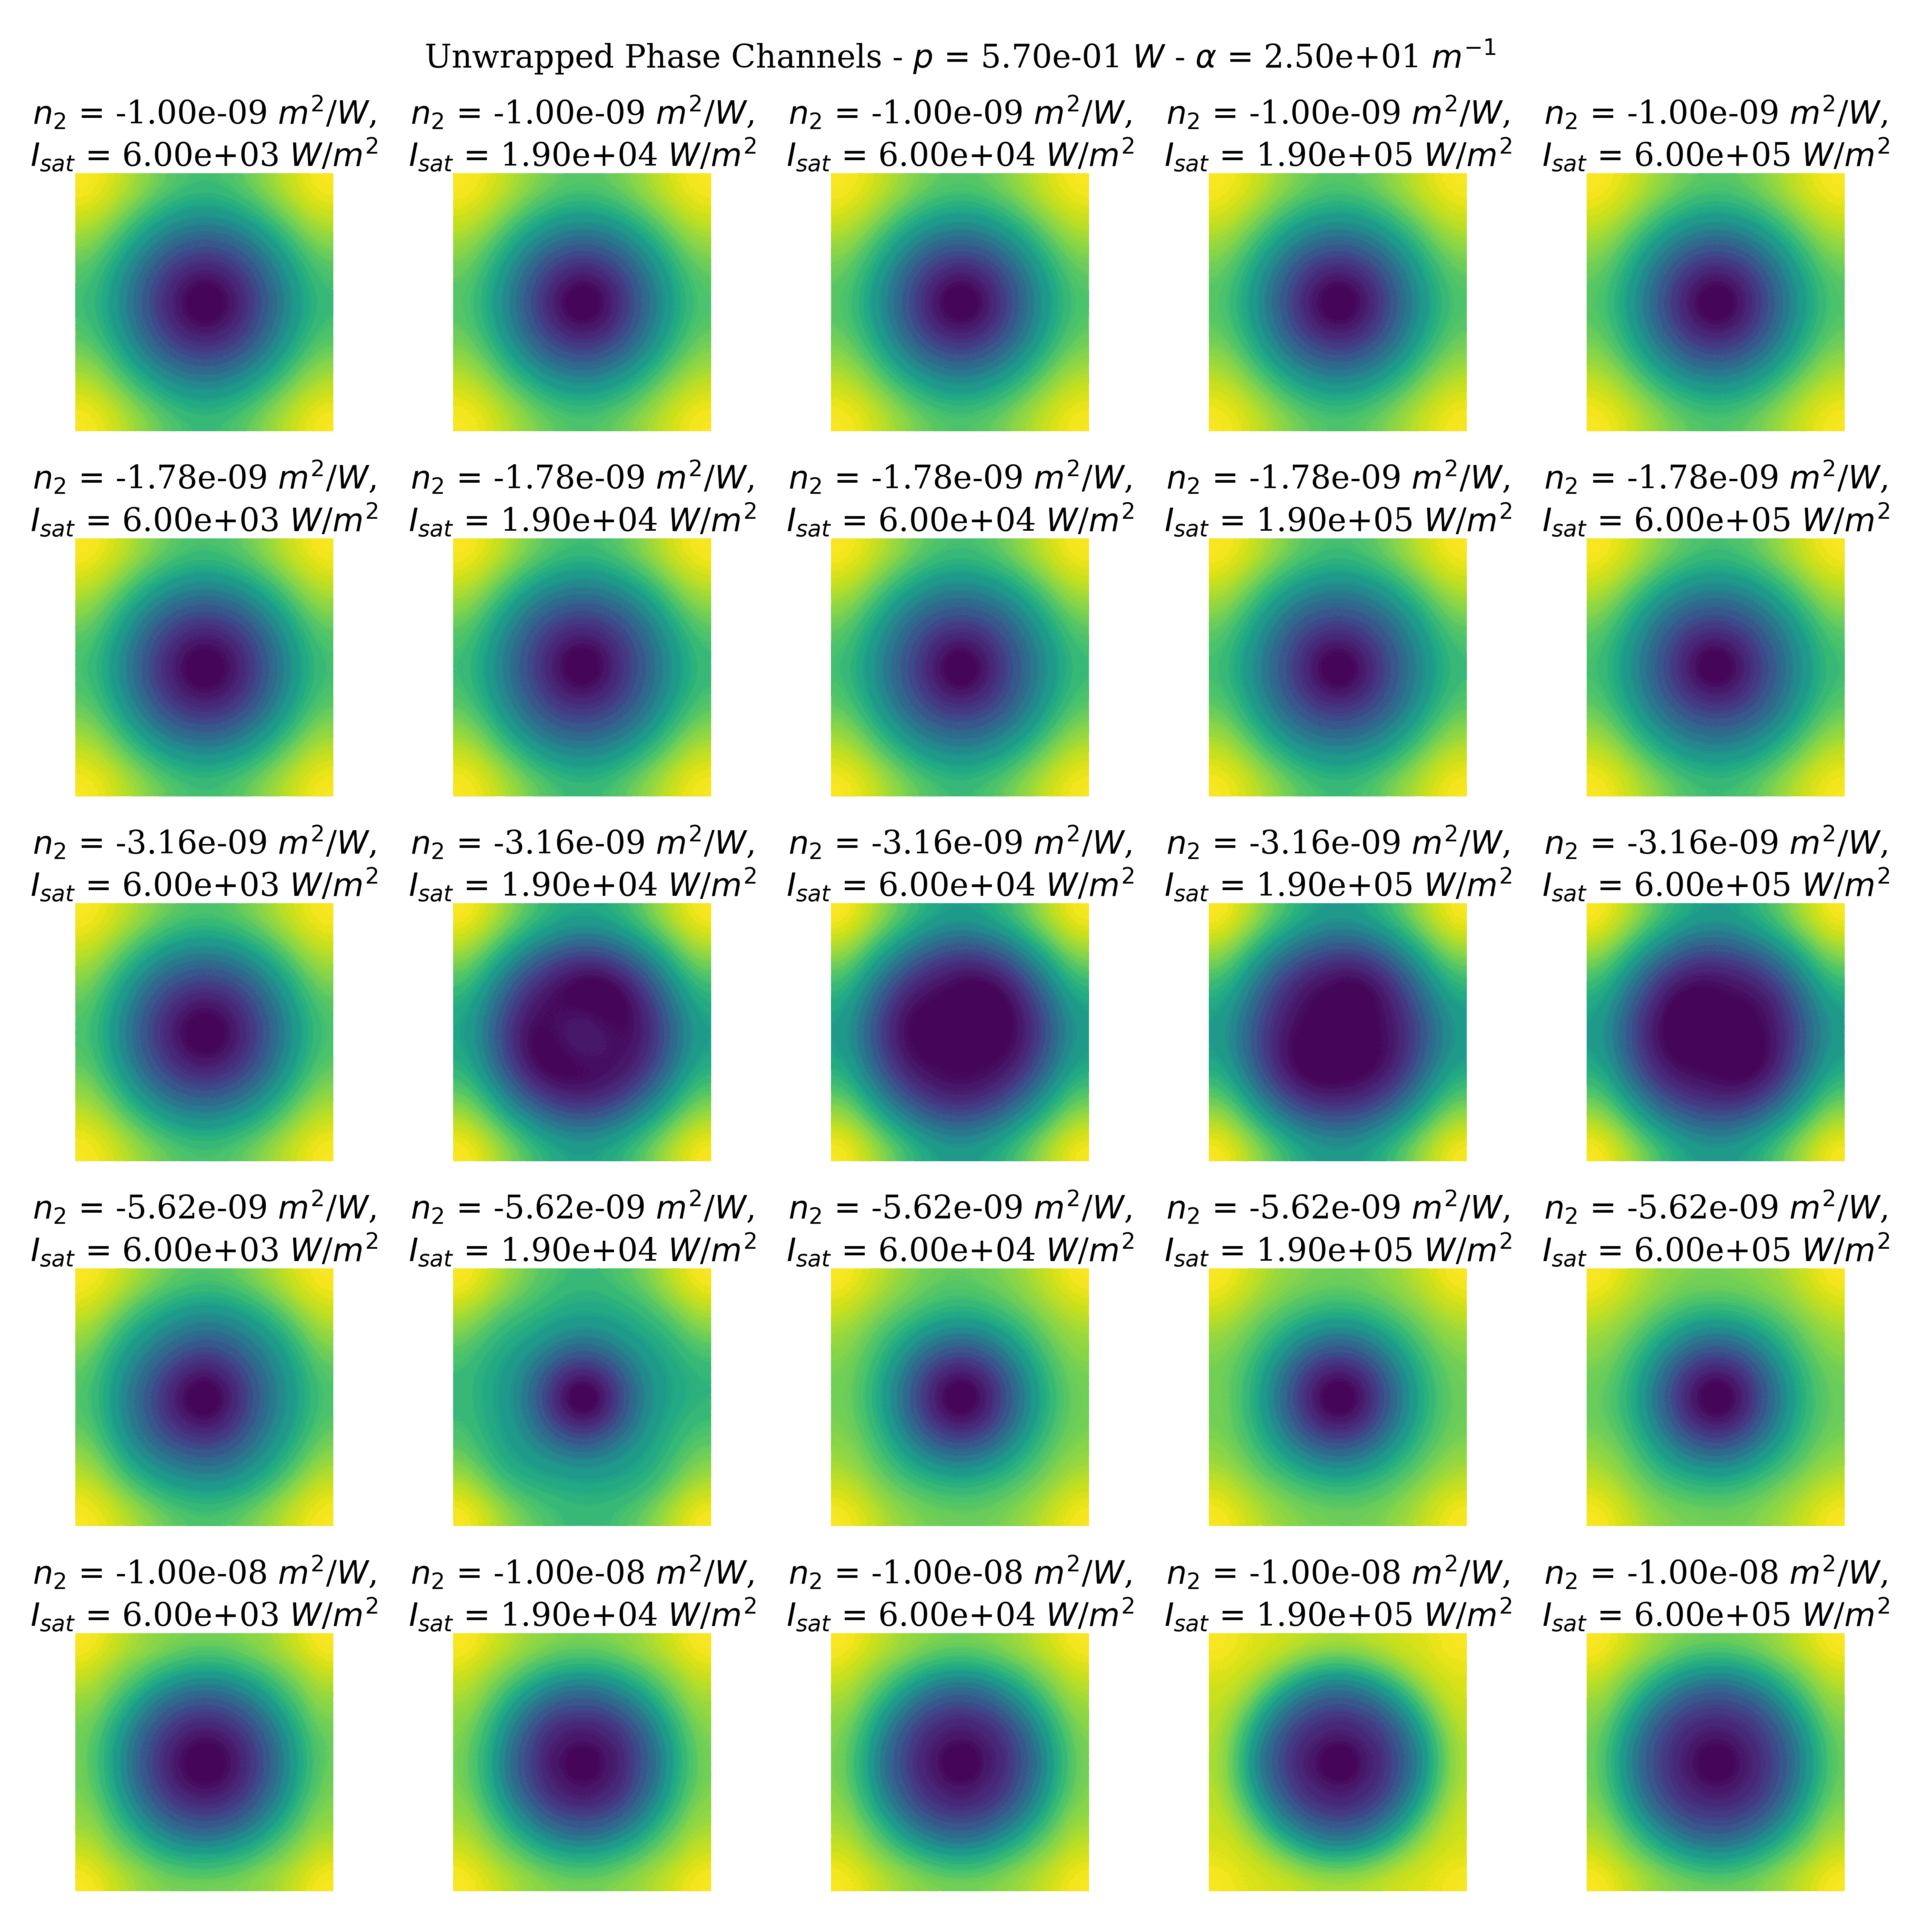 Unwrapped Phase Channels - p = 5.70e-01 W - α = 2.50e+01 m⁻¹
n₂ = -1.00e-09 m²/W, n₂ = -1.00e-09 m²/W, n₂ = -1.00e-09 m²/W, n₂ = -1.00e-09 m²/W, n₂ = -1.00e-09 m²/W,
I_sat = 6.00e+03 W/m² I_sat = 1.90e+04 W/m² I_sat = 6.00e+04 W/m² I_sat = 1.90e+05 W/m² I_sat = 6.00e+05 W/m²
n₂ = -1.78e-09 m²/W, n₂ = -1.78e-09 m²/W, n₂ = -1.78e-09 m²/W, n₂ = -1.78e-09 m²/W, n₂ = -1.78e-09 m²/W,
I_sat = 6.00e+03 W/m² I_sat = 1.90e+04 W/m² I_sat = 6.00e+04 W/m² I_sat = 1.90e+05 W/m² I_sat = 6.00e+05 W/m²
n₂ = -3.16e-09 m²/W, n₂ = -3.16e-09 m²/W, n₂ = -3.16e-09 m²/W, n₂ = -3.16e-09 m²/W, n₂ = -3.16e-09 m²/W,
I_sat = 6.00e+03 W/m² I_sat = 1.90e+04 W/m² I_sat = 6.00e+04 W/m² I_sat = 1.90e+05 W/m² I_sat = 6.00e+05 W/m²
n₂ = -5.62e-09 m²/W, n₂ = -5.62e-09 m²/W, n₂ = -5.62e-09 m²/W, n₂ = -5.62e-09 m²/W, n₂ = -5.62e-09 m²/W,
I_sat = 6.00e+03 W/m² I_sat = 1.90e+04 W/m² I_sat = 6.00e+04 W/m² I_sat = 1.90e+05 W/m² I_sat = 6.00e+05 W/m²
n₂ = -1.00e-08 m²/W, n₂ = -1.00e-08 m²/W, n₂ = -1.00e-08 m²/W, n₂ = -1.00e-08 m²/W, n₂ = -1.00e-08 m²/W,
I_sat = 6.00e+03 W/m² I_sat = 1.90e+04 W/m² I_sat = 6.00e+04 W/m² I_sat = 1.90e+05 W/m² I_sat = 6.00e+05 W/m²